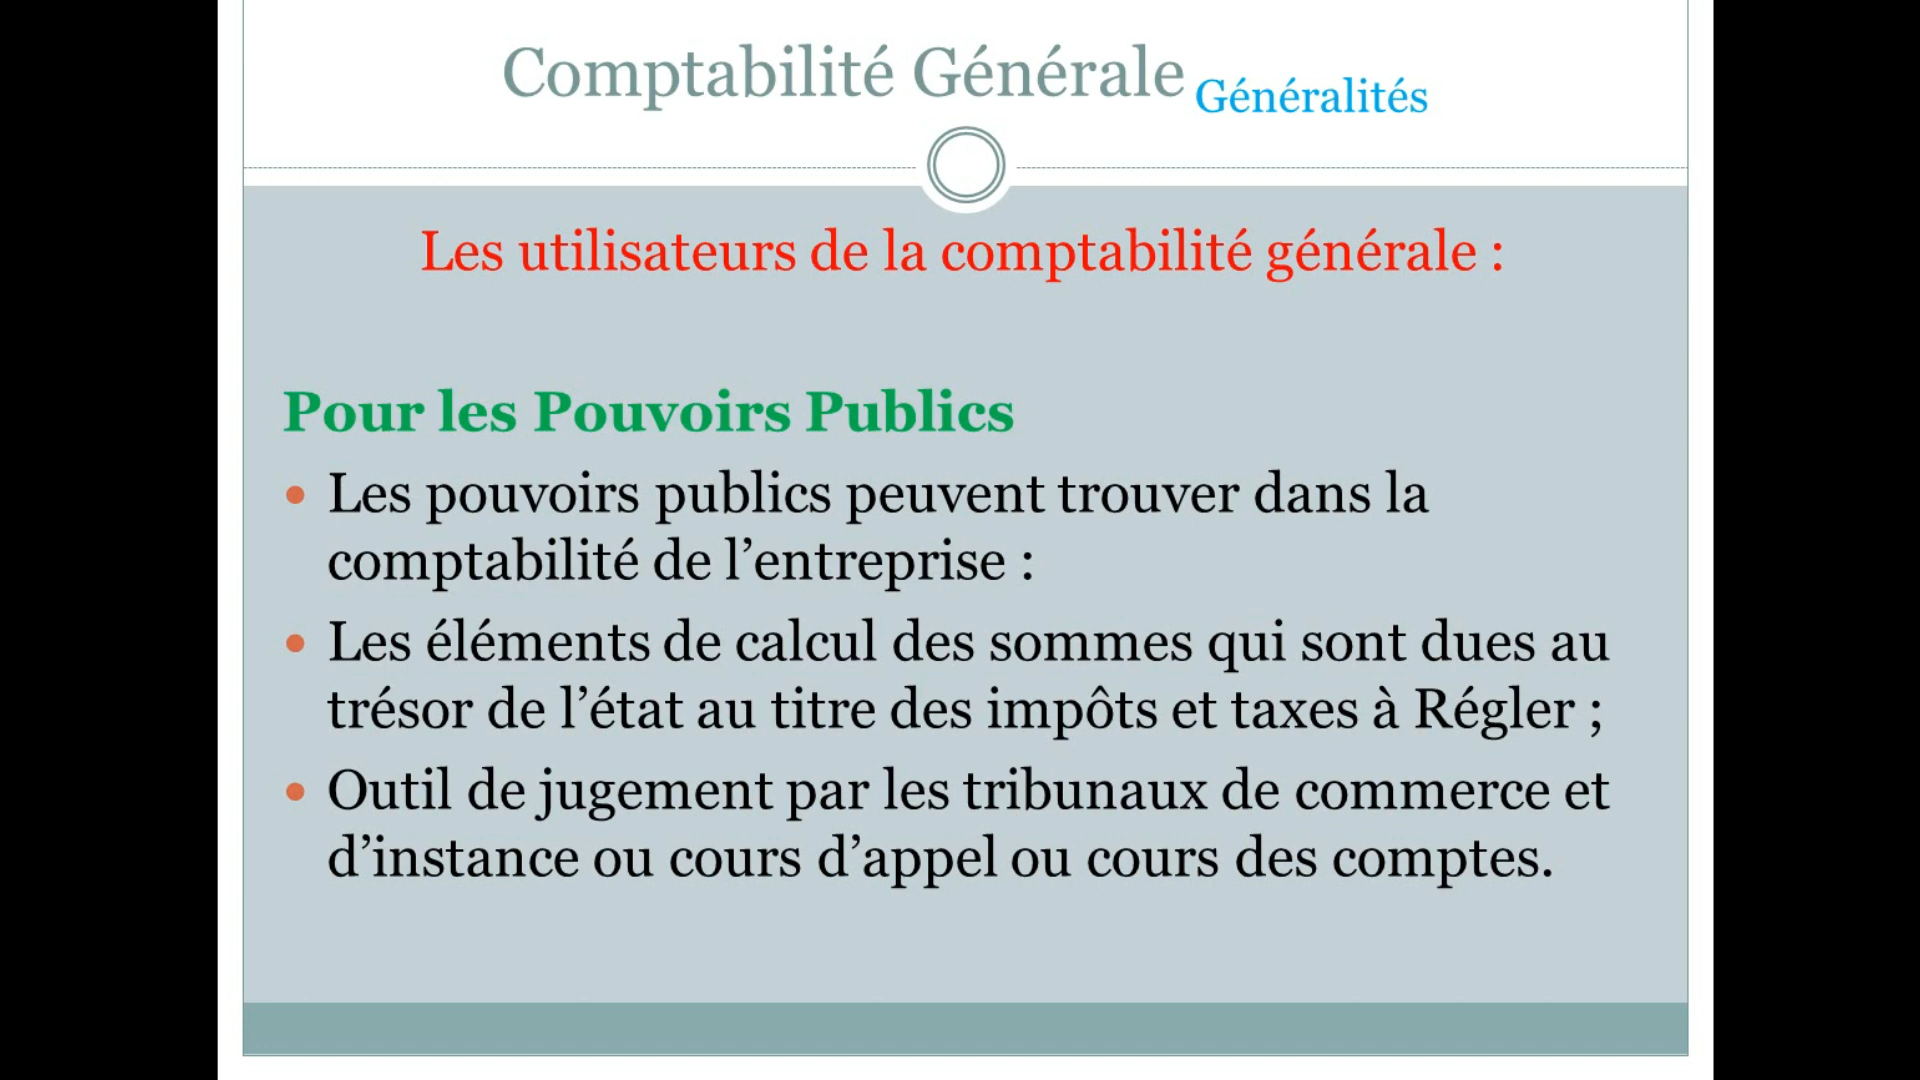 Comptabilité Générale Généralités
Les utilisateurs de la comptabilité générale :
Pour les Pouvoirs Publics
• Les pouvoirs publics peuvent trouver dans la
comptabilité de l’entreprise :
• Les éléments de calcul des sommes qui sont dues au
trésor de l’état au titre des impôts et taxes à Régler ;
• Outil de jugement par les tribunaux de commerce et
d’instance ou cours d’appel ou cours des comptes.